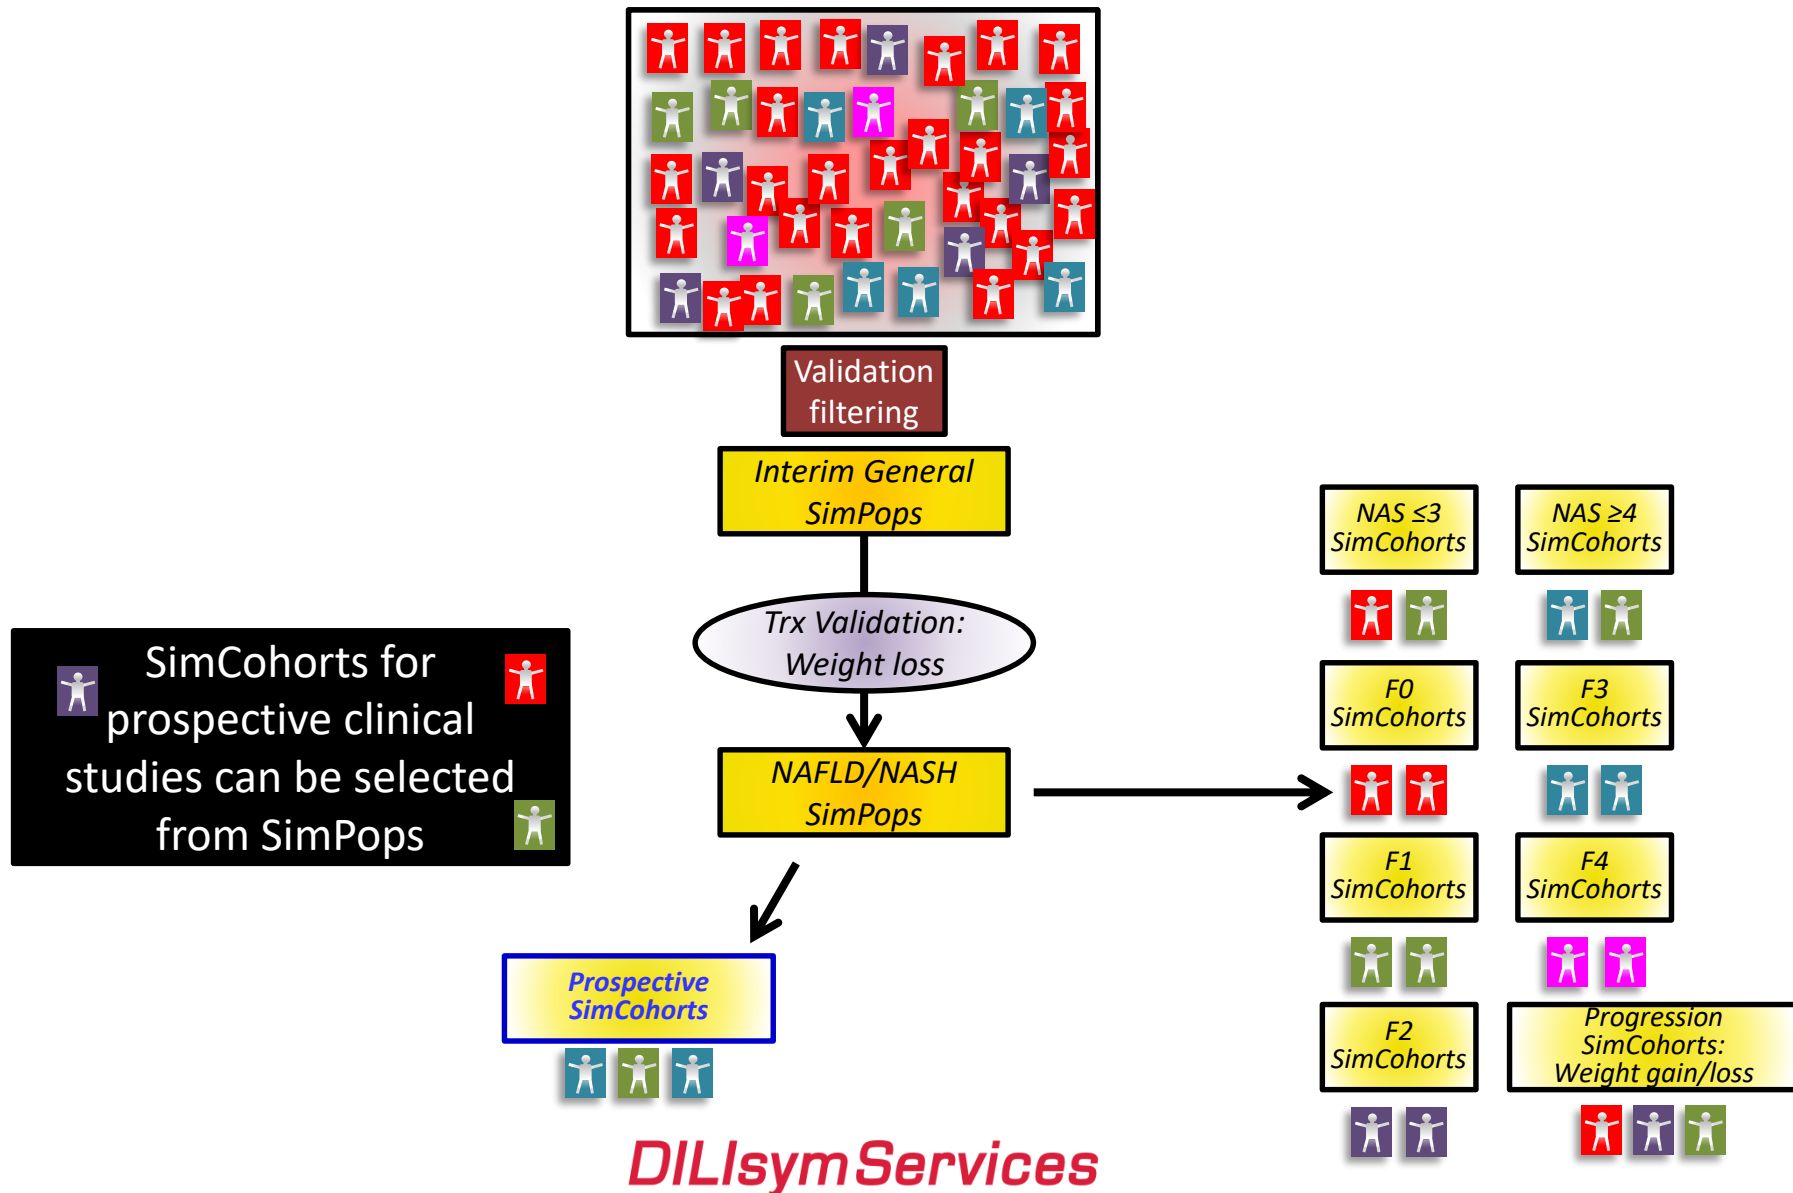 Validation
filtering
Interim General
SimPops
Trx Validation:
Weight loss
NAFLD/NASH
SimPops
SimCohorts for
prospective clinical
studies can be selected
from SimPops
Prospective
SimCohorts
NAS ≤3
SimCohorts
NAS ≥4
SimCohorts
F0
SimCohorts
F3
SimCohorts
F1
SimCohorts
F4
SimCohorts
F2
SimCohorts
Progression
SimCohorts:
Weight gain/loss
DILIsym Services